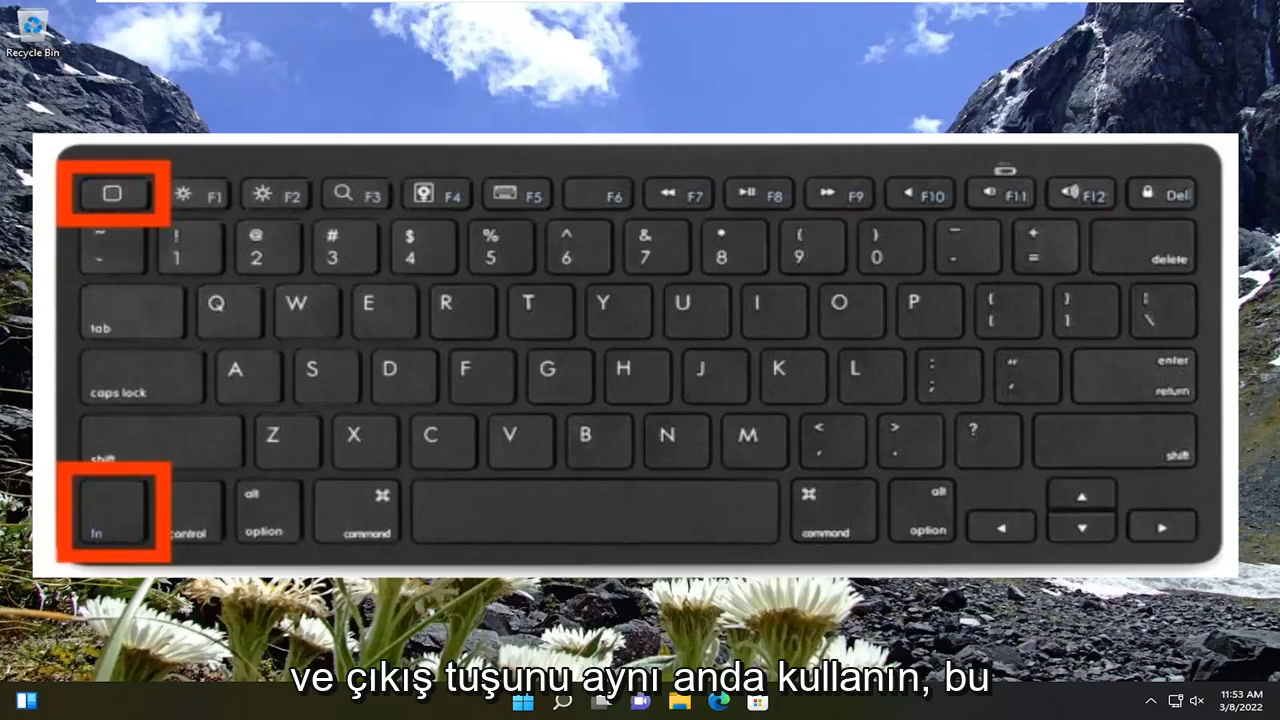 Recycle Bin
F1 F2 F3 F4 F5 F6 F7 F8 F9 F10 F11 F12 Del
~ ! @ # $ % ^ & * ( ) — +
1 2 3 4 5 6 7 8 9 0 - = delete
tab Q W E R T Y U I O P
caps lock A S D F G H J K L : ; enter return
shift Z X C V B N M < , > . ? shift
fn control alt option command command alt option
ve çıkış tuşunu aynı anda kullanın, bu
11:53 AM
3/8/2022